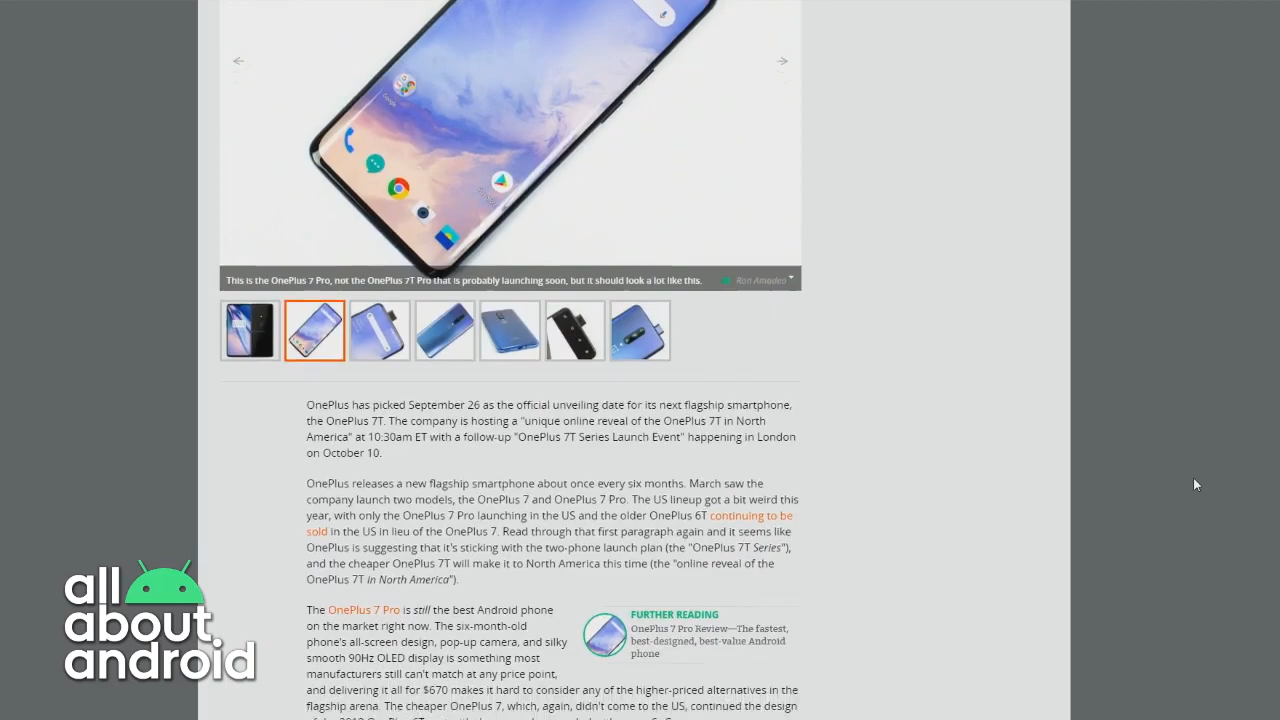 This is the OnePlus 7 Pro, not the OnePlus 7T Pro that is probably launching soon, but it should look a lot like this.
Ron Amadeo
OnePlus has picked September 26 as the official unveiling date for its next flagship smartphone,
the OnePlus 7T. The company is hosting a "unique online reveal of the OnePlus 7T in North
America" at 10:30am ET with a follow-up "OnePlus 7T Series Launch Event" happening in London
on October 10.
OnePlus releases a new flagship smartphone about once every six months. March saw the
company launch two models, the OnePlus 7 and OnePlus 7 Pro. The US lineup got a bit weird this
year, with only the OnePlus 7 Pro launching in the US and the older OnePlus 6T continuing to be
sold in the US in lieu of the OnePlus 7. Read through that first paragraph again and it seems like
OnePlus is suggesting that it's sticking with the two-phone launch plan (the "OnePlus 7T Series"),
and the cheaper OnePlus 7T will make it to North America this time (the "online reveal of the
OnePlus 7T in North America").
The OnePlus 7 Pro is still the best Android phone
on the market right now. The six-month-old
phone's all-screen design, pop-up camera, and silky
smooth 90Hz OLED display is something most
manufacturers still can't match at any price point,
and delivering it all for $670 makes it hard to consider any of the higher-priced alternatives in the
flagship arena. The cheaper OnePlus 7, which, again, didn't come to the US, continued the design
FURTHER READING
OnePlus 7 Pro Review—The fastest,
best-designed, best-value Android
phone
all
about
android